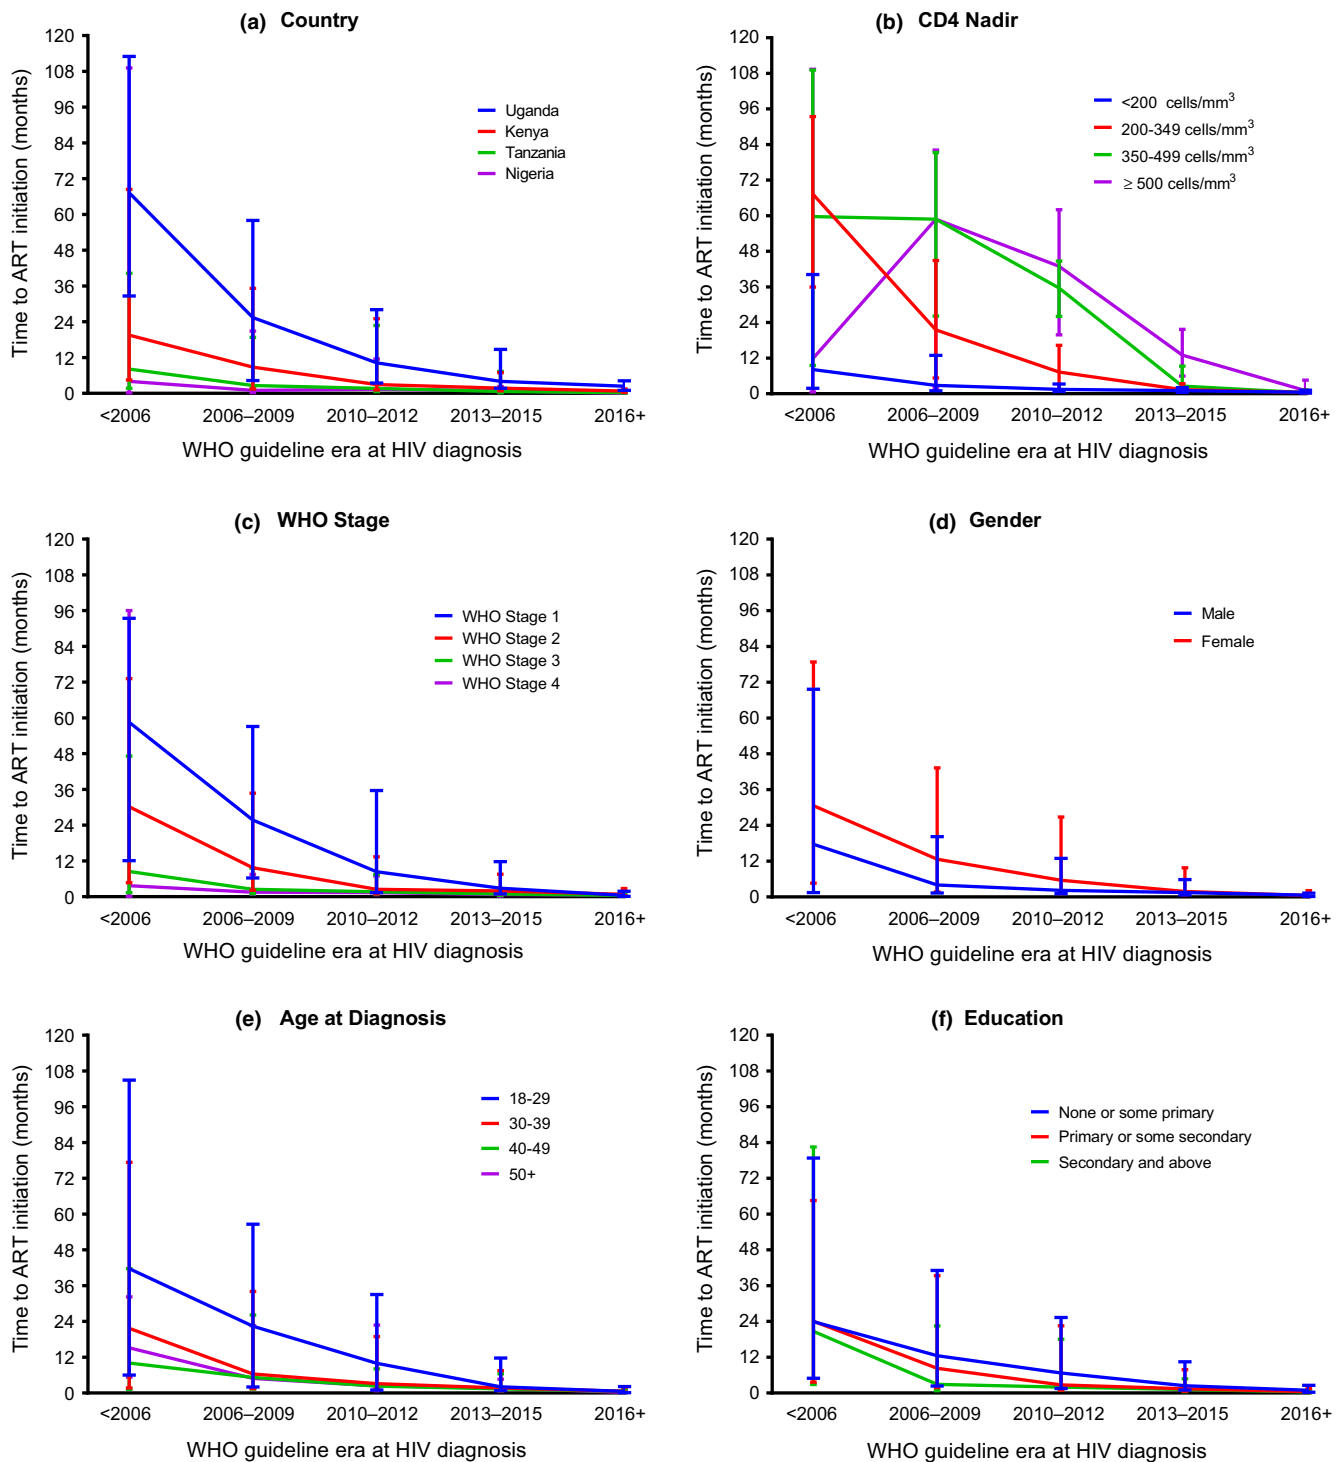 (a) Country
Time to ART initiation (months)
120
108
96
84
72
60
48
36
24
12
0
Uganda
Kenya
Tanzania
Nigeria
<2006 2006–2009 2010–2012 2013–2015 2016+
WHO guideline era at HIV diagnosis
(b) CD4 Nadir
Time to ART initiation (months)
120
108
96
84
72
60
48
36
24
12
0
<200 cells/mm³
200-349 cells/mm³
350-499 cells/mm³
≥ 500 cells/mm³
<2006 2006–2009 2010–2012 2013–2015 2016+
WHO guideline era at HIV diagnosis
(c) WHO Stage
Time to ART initiation (months)
120
108
96
84
72
60
48
36
24
12
0
WHO Stage 1
WHO Stage 2
WHO Stage 3
WHO Stage 4
<2006 2006–2009 2010–2012 2013–2015 2016+
WHO guideline era at HIV diagnosis
(d) Gender
Time to ART initiation (months)
120
108
96
84
72
60
48
36
24
12
0
Male
Female
<2006 2006–2009 2010–2012 2013–2015 2016+
WHO guideline era at HIV diagnosis
(e) Age at Diagnosis
Time to ART initiation (months)
120
108
96
84
72
60
48
36
24
12
0
18-29
30-39
40-49
50+
<2006 2006–2009 2010–2012 2013–2015 2016+
WHO guideline era at HIV diagnosis
(f) Education
Time to ART initiation (months)
120
108
96
84
72
60
48
36
24
12
0
None or some primary
Primary or some secondary
Secondary and above
<2006 2006–2009 2010–2012 2013–2015 2016+
WHO guideline era at HIV diagnosis